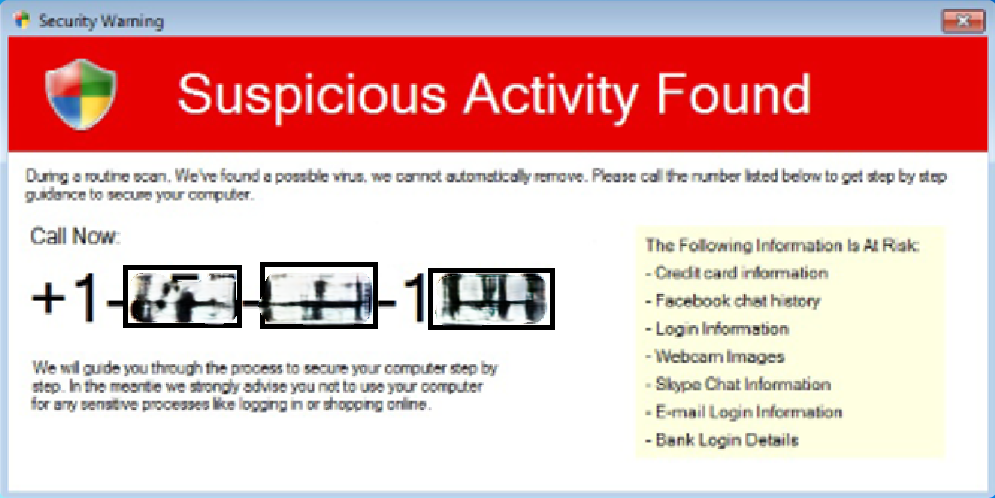 Security Warning
Suspicious Activity Found
During a routine scan. We've found a possible virus, we cannot automatically remove. Please call the number listed below to get step by step
guidance to secure your computer.
Call Now:
+1- - -1
We will guide you through the process to secure your computer step by
step. In the meantie we strongly advise you not to use your computer
for any sensitive processes like logging in or shopping online.
The Following Information Is At Risk:
- Credit card information
- Facebook chat history
- Login Information
- Webcam Images
- Skype Chat Information
- E-mail Login Information
- Bank Login Details